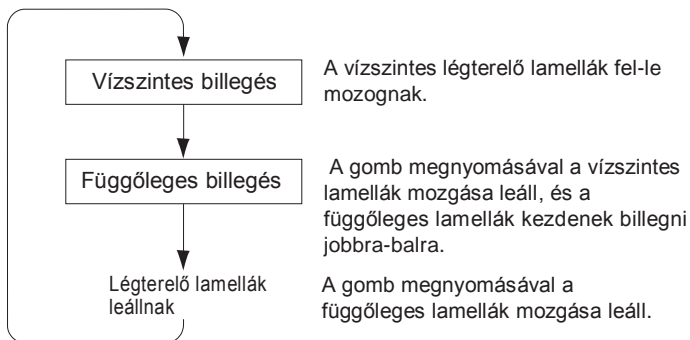 Vízszintes billegés
A vízszintes légterelő lamellák fel-le
mozognak.
Függőleges billegés
A gomb megnyomásával a vízszintes
lamellák mozgása leáll, és a
függőleges lamellák kezdenek billegni
jobbra-balra.
Légterelő lamellák
leállnak
A gomb megnyomásával a
függőleges lamellák mozgása leáll.